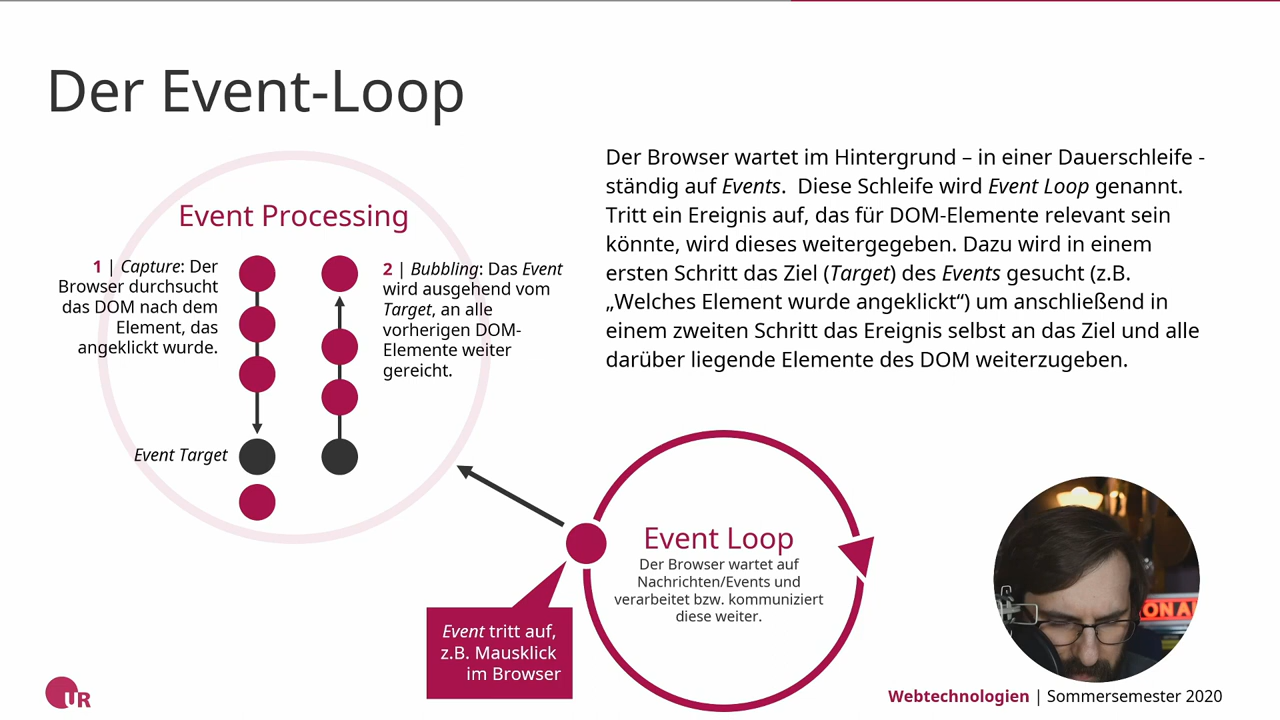 Der Event-Loop
Event Processing
1 | Capture: Der
Browser durchsucht
das DOM nach dem
Element, das
angeklickt wurde.
2 | Bubbling: Das Event
wird ausgehend vom
Target, an alle
vorherigen DOM-
Elemente weiter
gereicht.
Event Target
Der Browser wartet im Hintergrund – in einer Dauerschleife -
ständig auf Events.  Diese Schleife wird Event Loop genannt.
Tritt ein Ereignis auf, das für DOM-Elemente relevant sein
könnte, wird dieses weitergegeben. Dazu wird in einem
ersten Schritt das Ziel (Target) des Events gesucht (z.B.
„Welches Element wurde angeklickt“) um anschließend in
einem zweiten Schritt das Ereignis selbst an das Ziel und alle
darüber liegende Elemente des DOM weiterzugeben.
Event Loop
Der Browser wartet auf
Nachrichten/Events und
verarbeitet bzw. kommuniziert
diese weiter.
Event tritt auf,
z.B. Mausklick
im Browser
ON A
UR
Webtechnologien | Sommersemester 2020